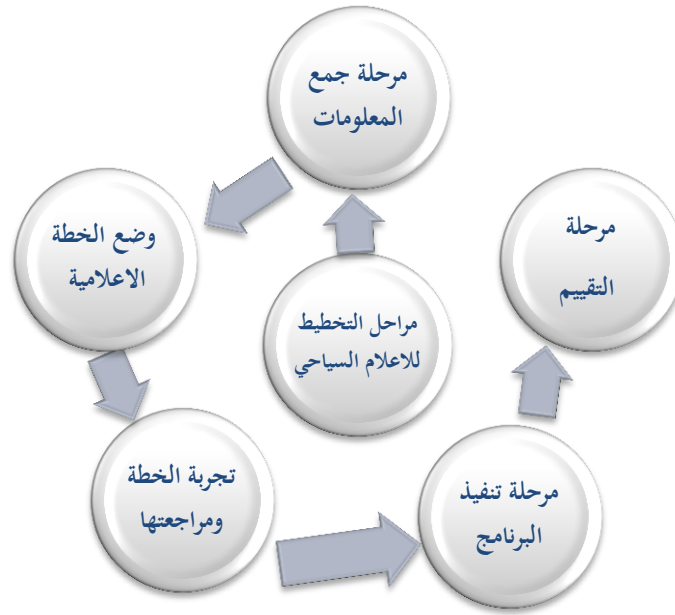 مرحلة جمع
المعلومات
وضع الخطة
الاعلامية
مرحلة
التقييم
مراحل التخطيط
للاعلام السياحي
تجربة الخطة
ومراجعتها
مرحلة تنفيذ
البرنامج